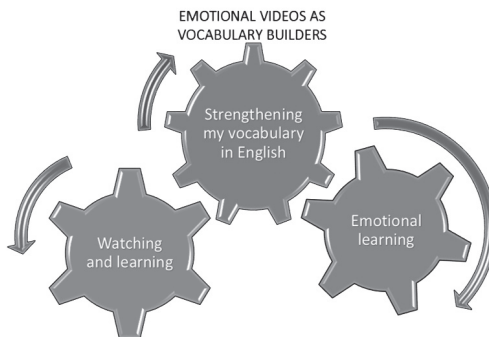 EMOTIONAL VIDEOS AS
VOCABULARY BUILDERS
Strengthening
my vocabulary
in English
Watching
and learning
Emotional
learning